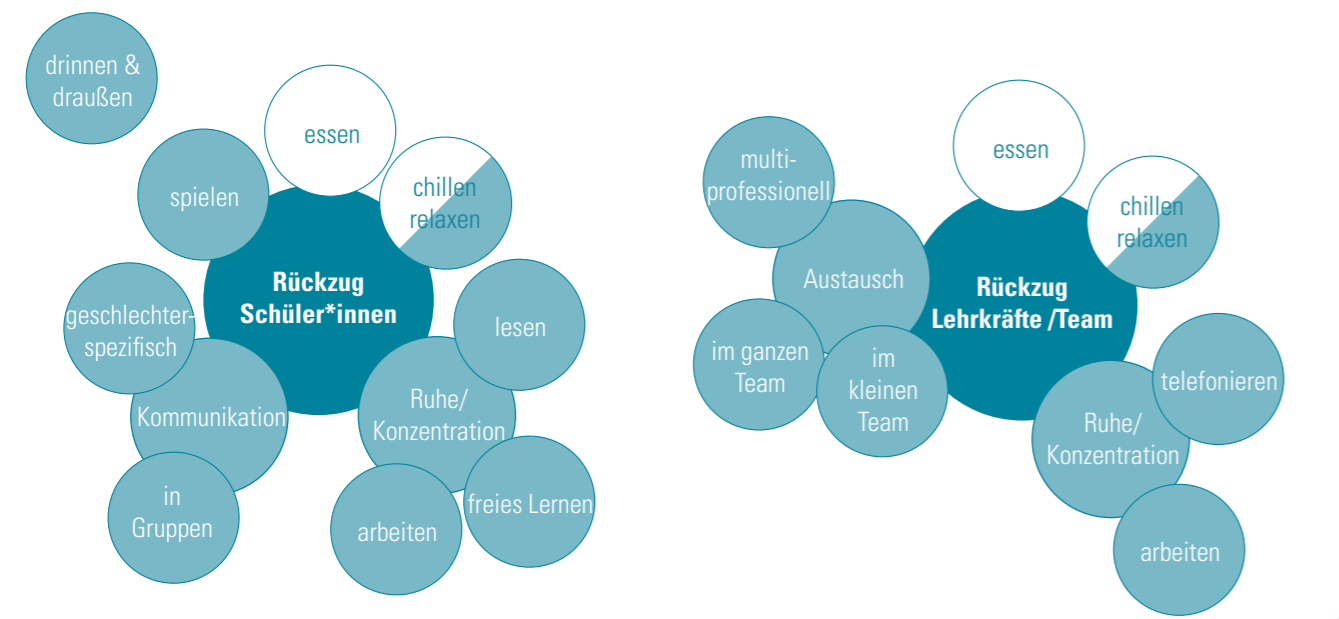 drinnen &
draußen
essen
spielen
chillen
relaxen
Rückzug
Schüler*innen
geschlechter-
spezifisch
lesen
Kommunikation
Ruhe/
Konzentration
in
Gruppen
arbeiten
freies Lernen
essen
multi-
professionell
chillen
relaxen
Austausch
Rückzug
Lehrkräfte /Team
im ganzen
Team
im
kleinen
Team
telefonieren
Ruhe/
Konzentration
arbeiten